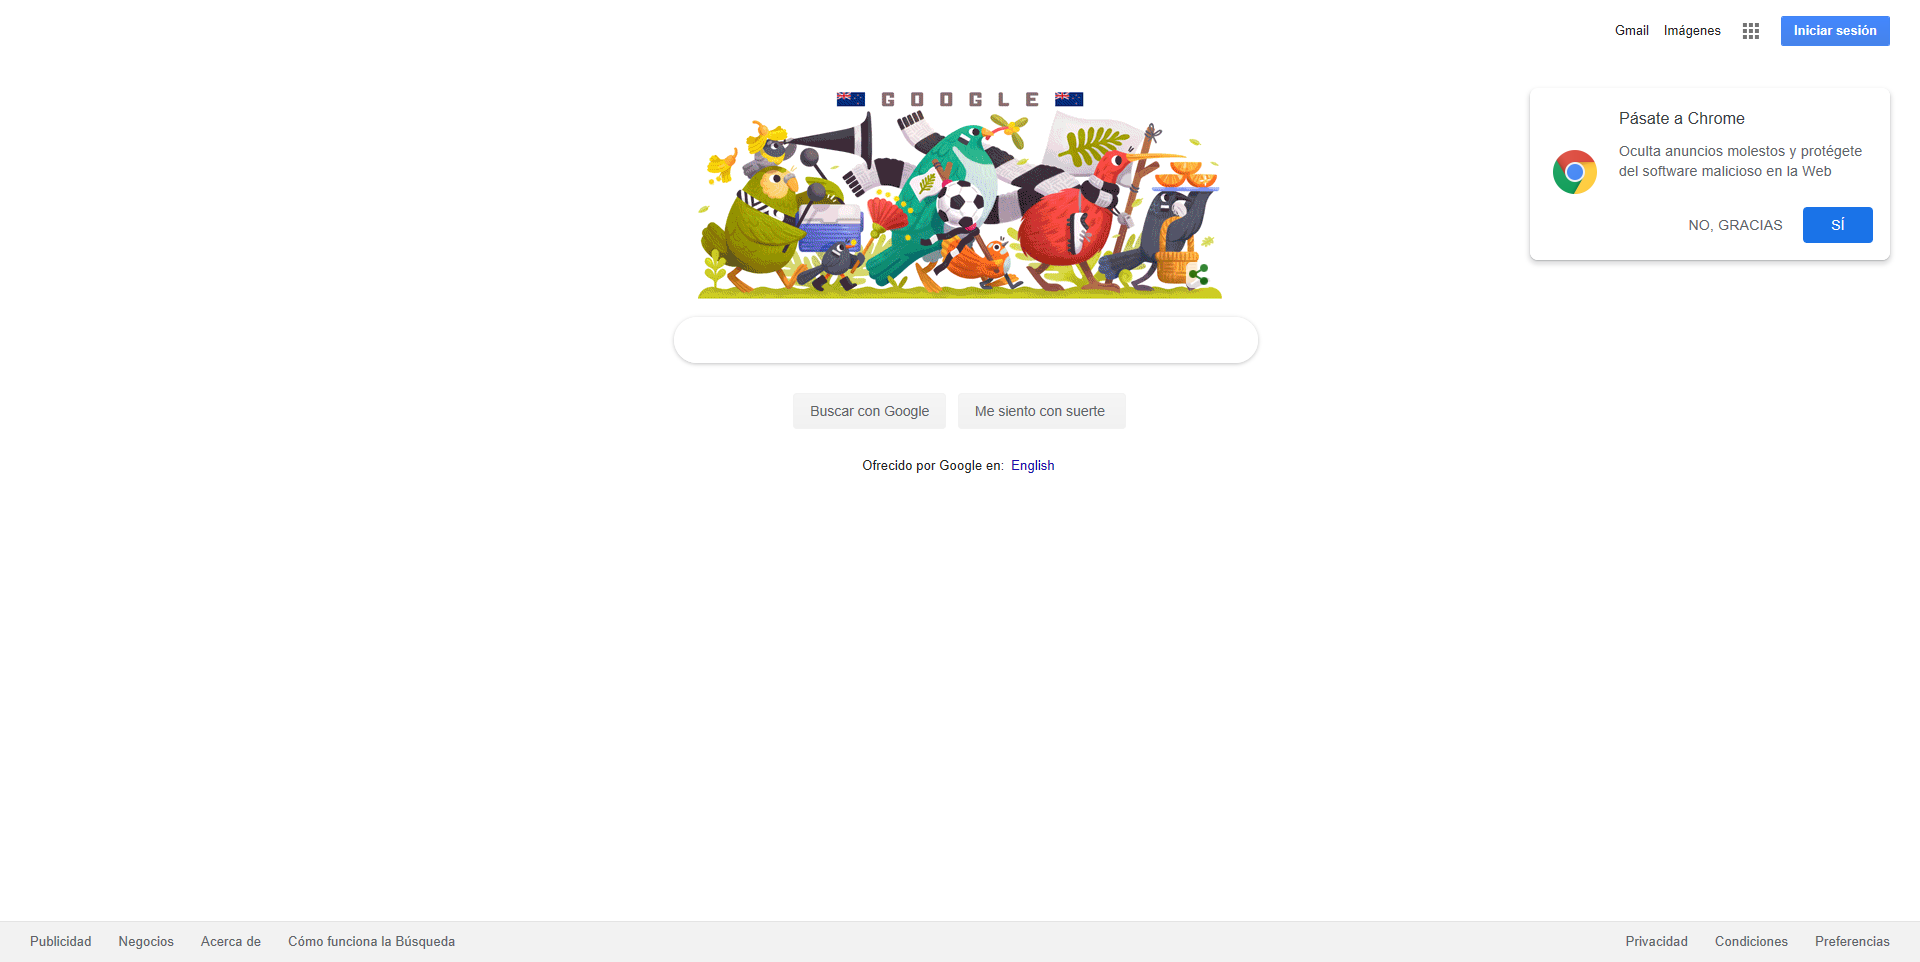 Gmail Imágenes Iniciar sesión
GOOGLE
Pásate a Chrome
Oculta anuncios molestos y protégete
del software malicioso en la Web
NO, GRACIAS SÍ
Buscar con Google Me siento con suerte
Ofrecido por Google en: English
Publicidad Negocios Acerca de Cómo funciona la Búsqueda Privacidad Condiciones Preferencias